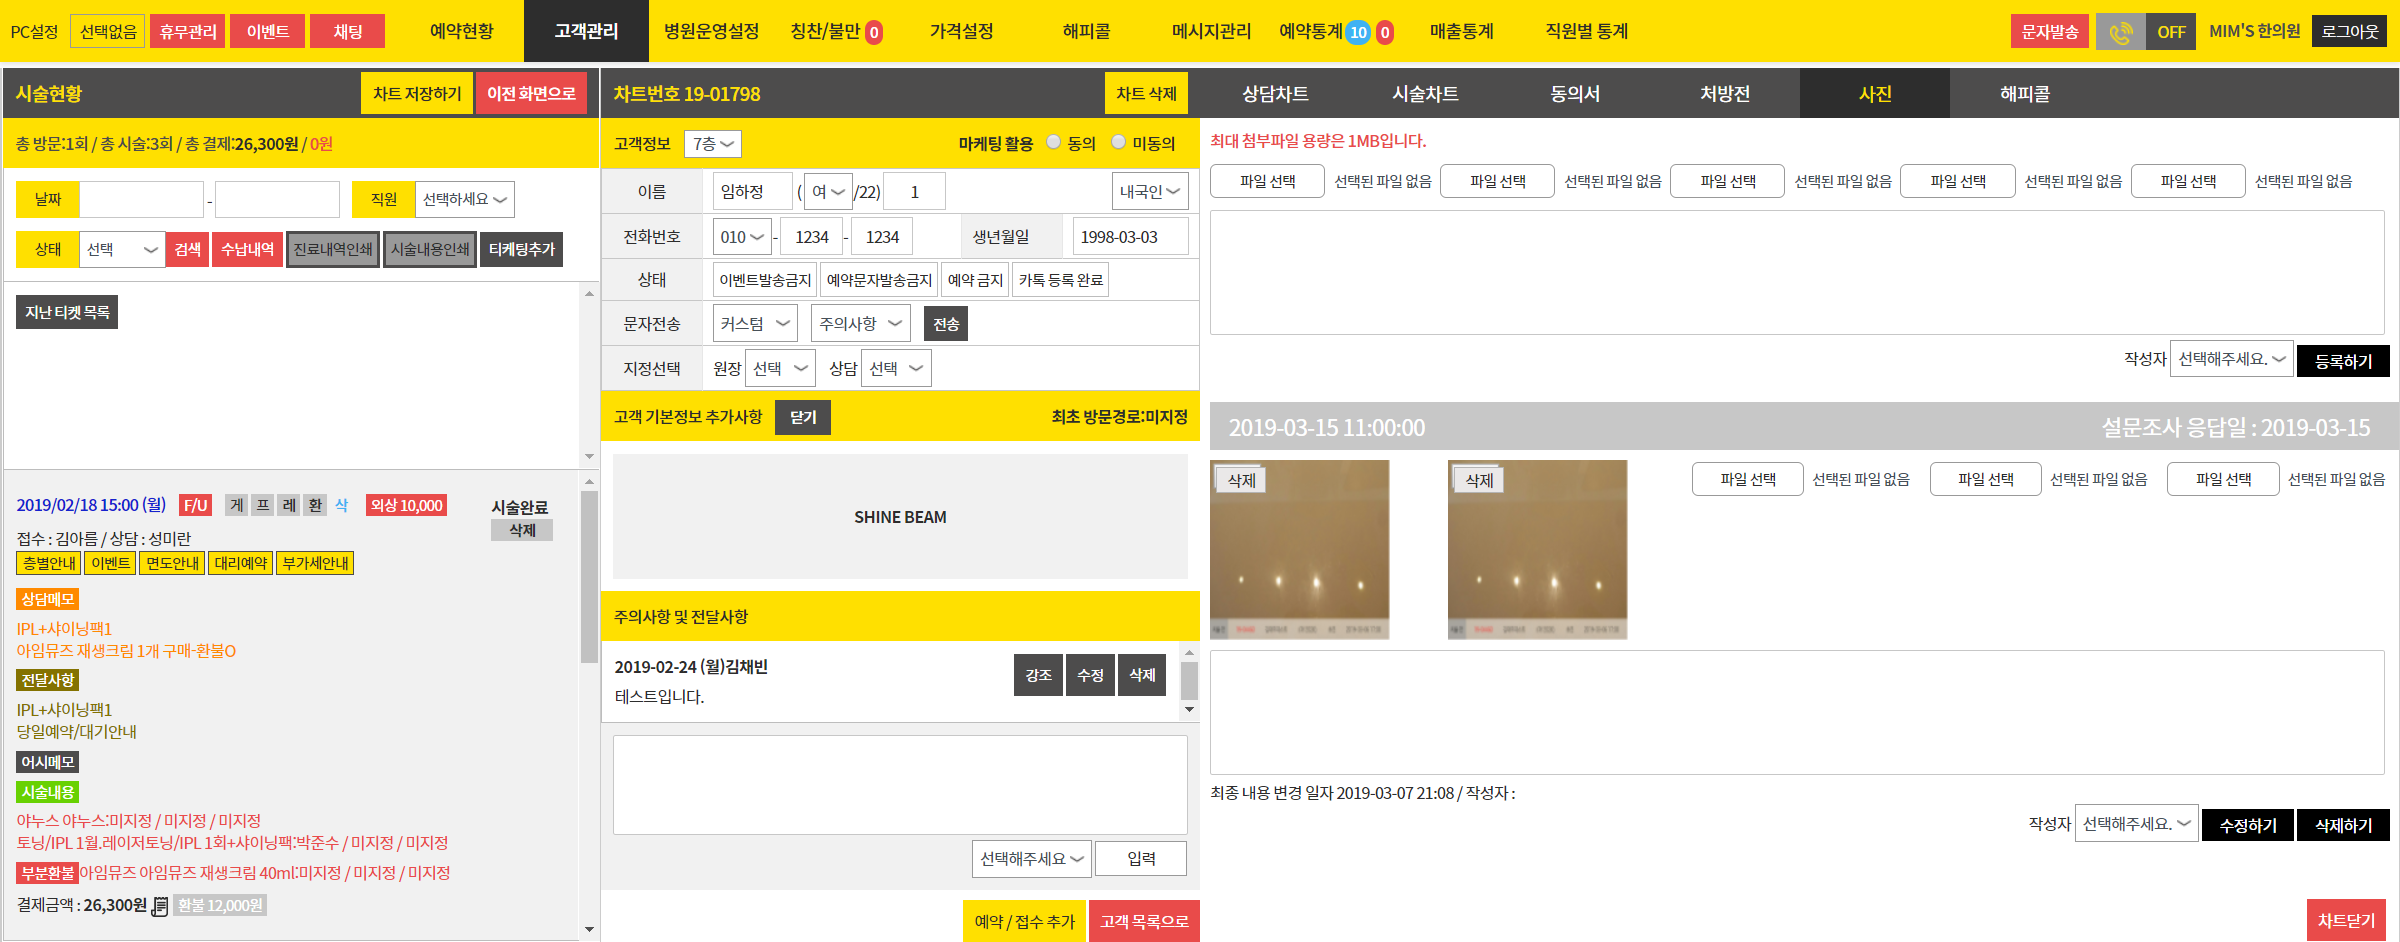 PC설정 선택없음 휴무관리 이벤트 채팅 예약현황 고객관리 병원운영설정 칭찬/불만 0 가격설정 해피콜 메시지관리 예약통계 10 0 매출통계 직원별 통계 문자발송 OFF MIM'S 한의원 로그아웃
시술현황 차트 저장하기 이전 화면으로
총 방문:1회 / 총 시술:3회 / 총 결제:26,300원 / 0원
날짜 - 직원 선택하세요
상태 선택 검색 수납내역 진료내역인쇄 시술내용인쇄 티케팅추가
지난 티켓 목록
2019/02/18 15:00 (월) F/U 게 프 레 환 삭 외상 10,000 시술완료
삭제
접수 : 김아름 / 상담 : 성미란
층별안내 이벤트 면도안내 대리예약 부가세안내
상담메모
IPL+샤이닝팩1
아임뮤즈 재생크림 1개 구매-환불O
전달사항
IPL+샤이닝팩1
당일예약/대기안내
어시메모
시술내용
야누스 야누스:미지정 / 미지정 / 미지정
토닝/IPL 1월.레이저토닝/IPL 1회+샤이닝팩:박준수 / 미지정 / 미지정
부분환불 아임뮤즈 아임뮤즈 재생크림 40ml:미지정 / 미지정 / 미지정
결제금액 : 26,300원 환불 12,000원
차트번호 19-01798 차트 삭제
고객정보 7층 마케팅 활용 동의 미동의
이름 임하정 ( 여 /22) 1 내국인
전화번호 010 - 1234 - 1234 생년월일 1998-03-03
상태 이벤트발송금지 예약문자발송금지 예약 금지 카톡 등록 완료
문자전송 커스텀 주의사항 전송
지정선택 원장 선택 상담 선택
고객 기본정보 추가사항 닫기 최초 방문경로:미지정
SHINE BEAM
주의사항 및 전달사항
2019-02-24 (월)김채빈 강조 수정 삭제
테스트입니다.
선택해주세요 입력
예약 / 접수 추가 고객 목록으로
상담차트 시술차트 동의서 처방전 사진 해피콜
최대 첨부파일 용량은 1MB입니다.
파일 선택 선택된 파일 없음 파일 선택 선택된 파일 없음 파일 선택 선택된 파일 없음 파일 선택 선택된 파일 없음 파일 선택 선택된 파일 없음
작성자 선택해주세요. 등록하기
2019-03-15 11:00:00 설문조사 응답일 : 2019-03-15
삭제 삭제 파일 선택 선택된 파일 없음 파일 선택 선택된 파일 없음 파일 선택 선택된 파일 없음
최종 내용 변경 일자 2019-03-07 21:08 / 작성자 :
작성자 선택해주세요. 수정하기 삭제하기
차트닫기